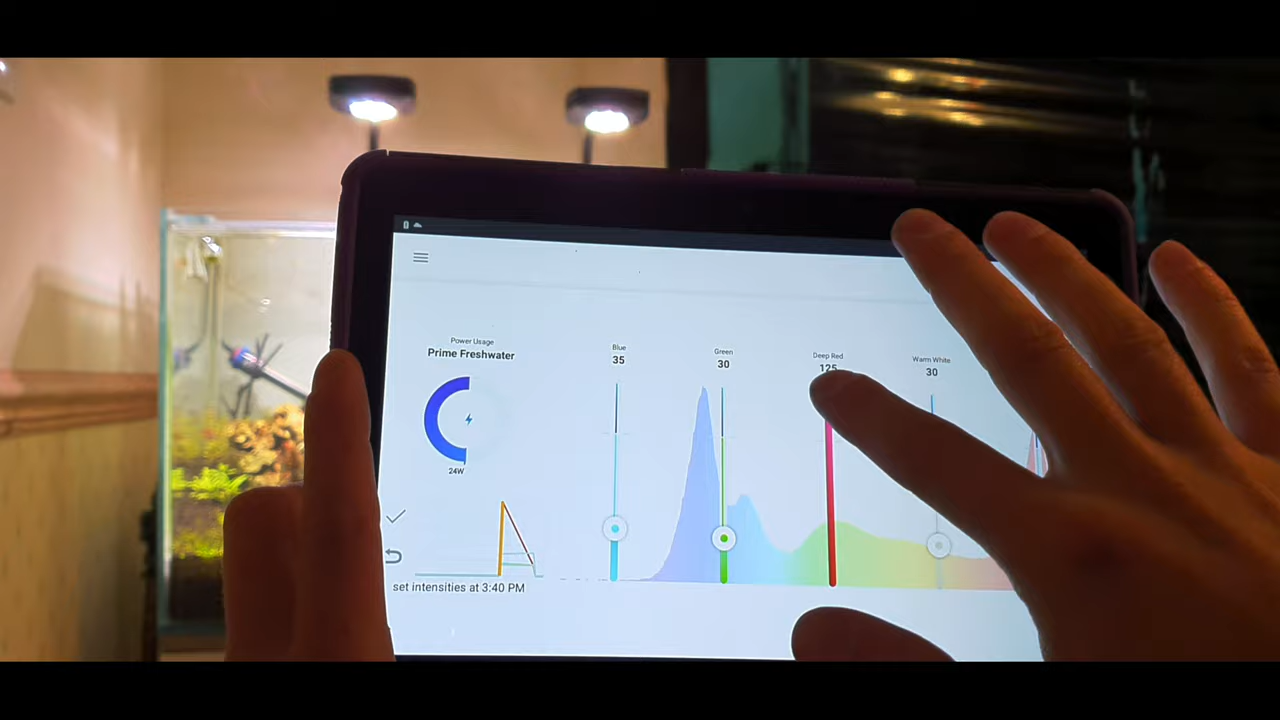 Power Usage
Prime Freshwater
24W
Blue
35
Green
30
Deep Red
125
Warm White
30
set intensities at 3:40 PM